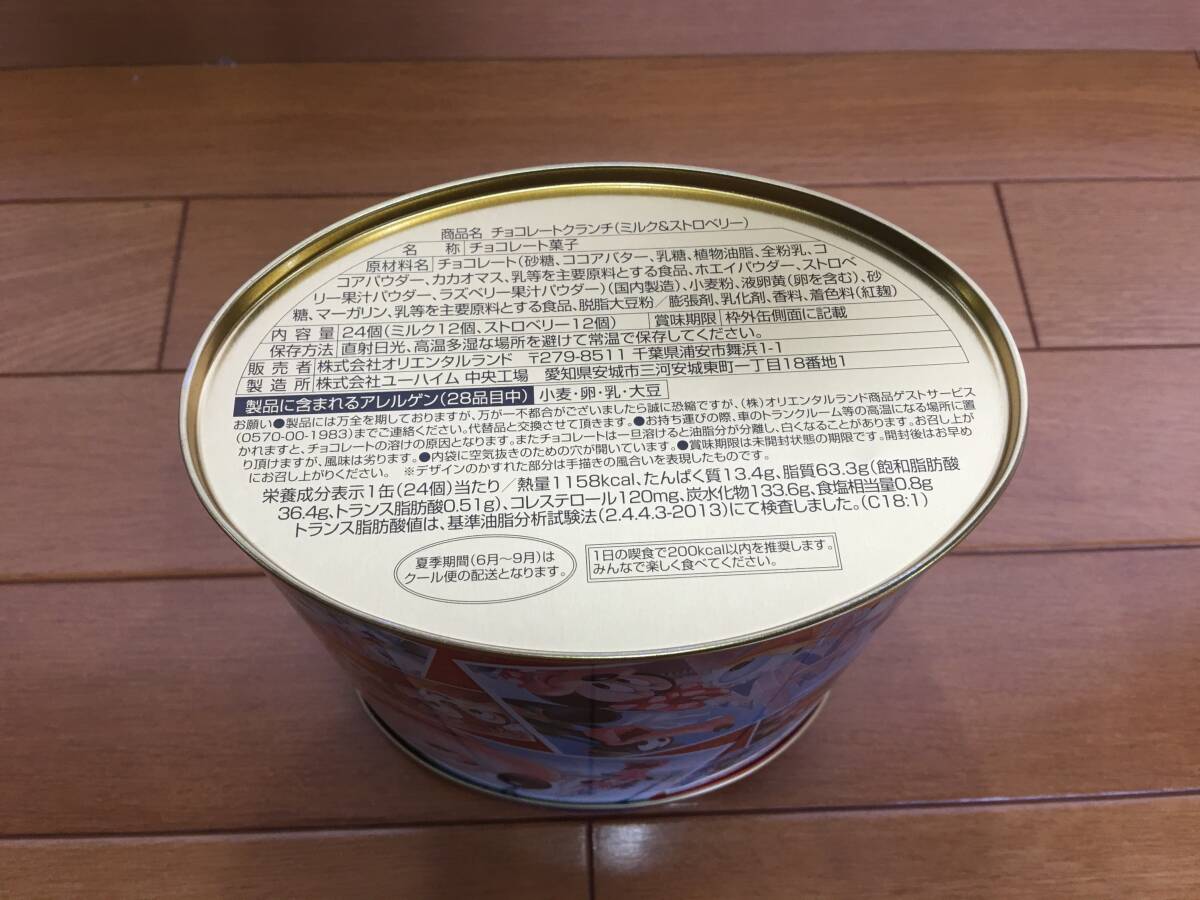 商品名 チョコレートクランチ(ミルク&ストロベリー)
名称 チョコレート菓子
原材料名 チョコレート(砂糖、ココアバター、乳糖、植物油脂、全粉乳、コ
コアパウダー、カカオマス、乳等を主要原料とする食品、ホエイパウダー、ストロベ
リー果汁パウダー、ラズベリー果汁パウダー)(国内製造)、小麦粉、液卵黄(卵を含む)、砂
糖、マーガリン、乳等を主要原料とする食品、脱脂大豆粉/膨張剤、乳化剤、香料、着色料(紅麹)
内容量 24個(ミルク12個、ストロベリー12個) 賞味期限 枠外缶側面に記載
保存方法 直射日光、高温多湿な場所を避けて常温で保存してください。
販売者 株式会社オリエンタルランド 〒279-8511 千葉県浦安市舞浜1-1
製造所 株式会社ユーハイム 中央工場 愛知県安城市三河安城東町一丁目18番地1
製品に含まれるアレルゲン(28品目中) 小麦・卵・乳・大豆
お願い●製品には万全を期しておりますが、万が一不都合がございましたら誠に恐縮ですが、(株)オリエンタルランド商品ゲストサービス
(0570-00-1983)までご連絡ください。代替品と交換させて頂きます。●お持ち運びの際、車のトランクルーム等の高温になる場所に置
かれますと、チョコレートの溶けの原因となります。またチョコレートは一旦溶けると油脂分が分離し、白くなることがあります。お召し上が
り頂けますが、風味は劣ります。●内袋に空気抜きのための穴が開いています。●賞味期限は未開封状態の期限です。開封後はお早め
にお召し上がりください。 ※デザインのかすれた部分は手描きの風合いを表現したものです。
栄養成分表示1缶(24個)当たり/熱量1158kcal、たんぱく質13.4g、脂質63.3g(飽和脂肪酸
36.4g、トランス脂肪酸0.51g)、コレステロール120mg、炭水化物133.6g、食塩相当量0.8g
トランス脂肪酸値は、基準油脂分析試験法(2.4.4.3-2013)にて検査しました。(C18:1)
夏季期間(6月〜9月)は
クール便の配送となります。
1日の喫食で200kcal以内を推奨します。
みんなで楽しく食べてください。